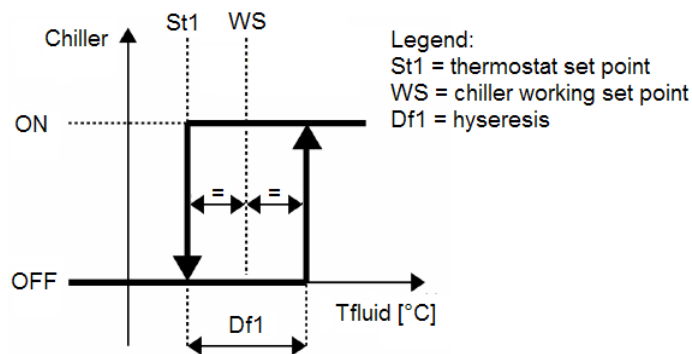 St1 WS
Chiller
Legend:
St1 = thermostat set point
WS = chiller working set point
Df1 = hyseresis
ON
= =
OFF
Tfluid [°C]
Df1